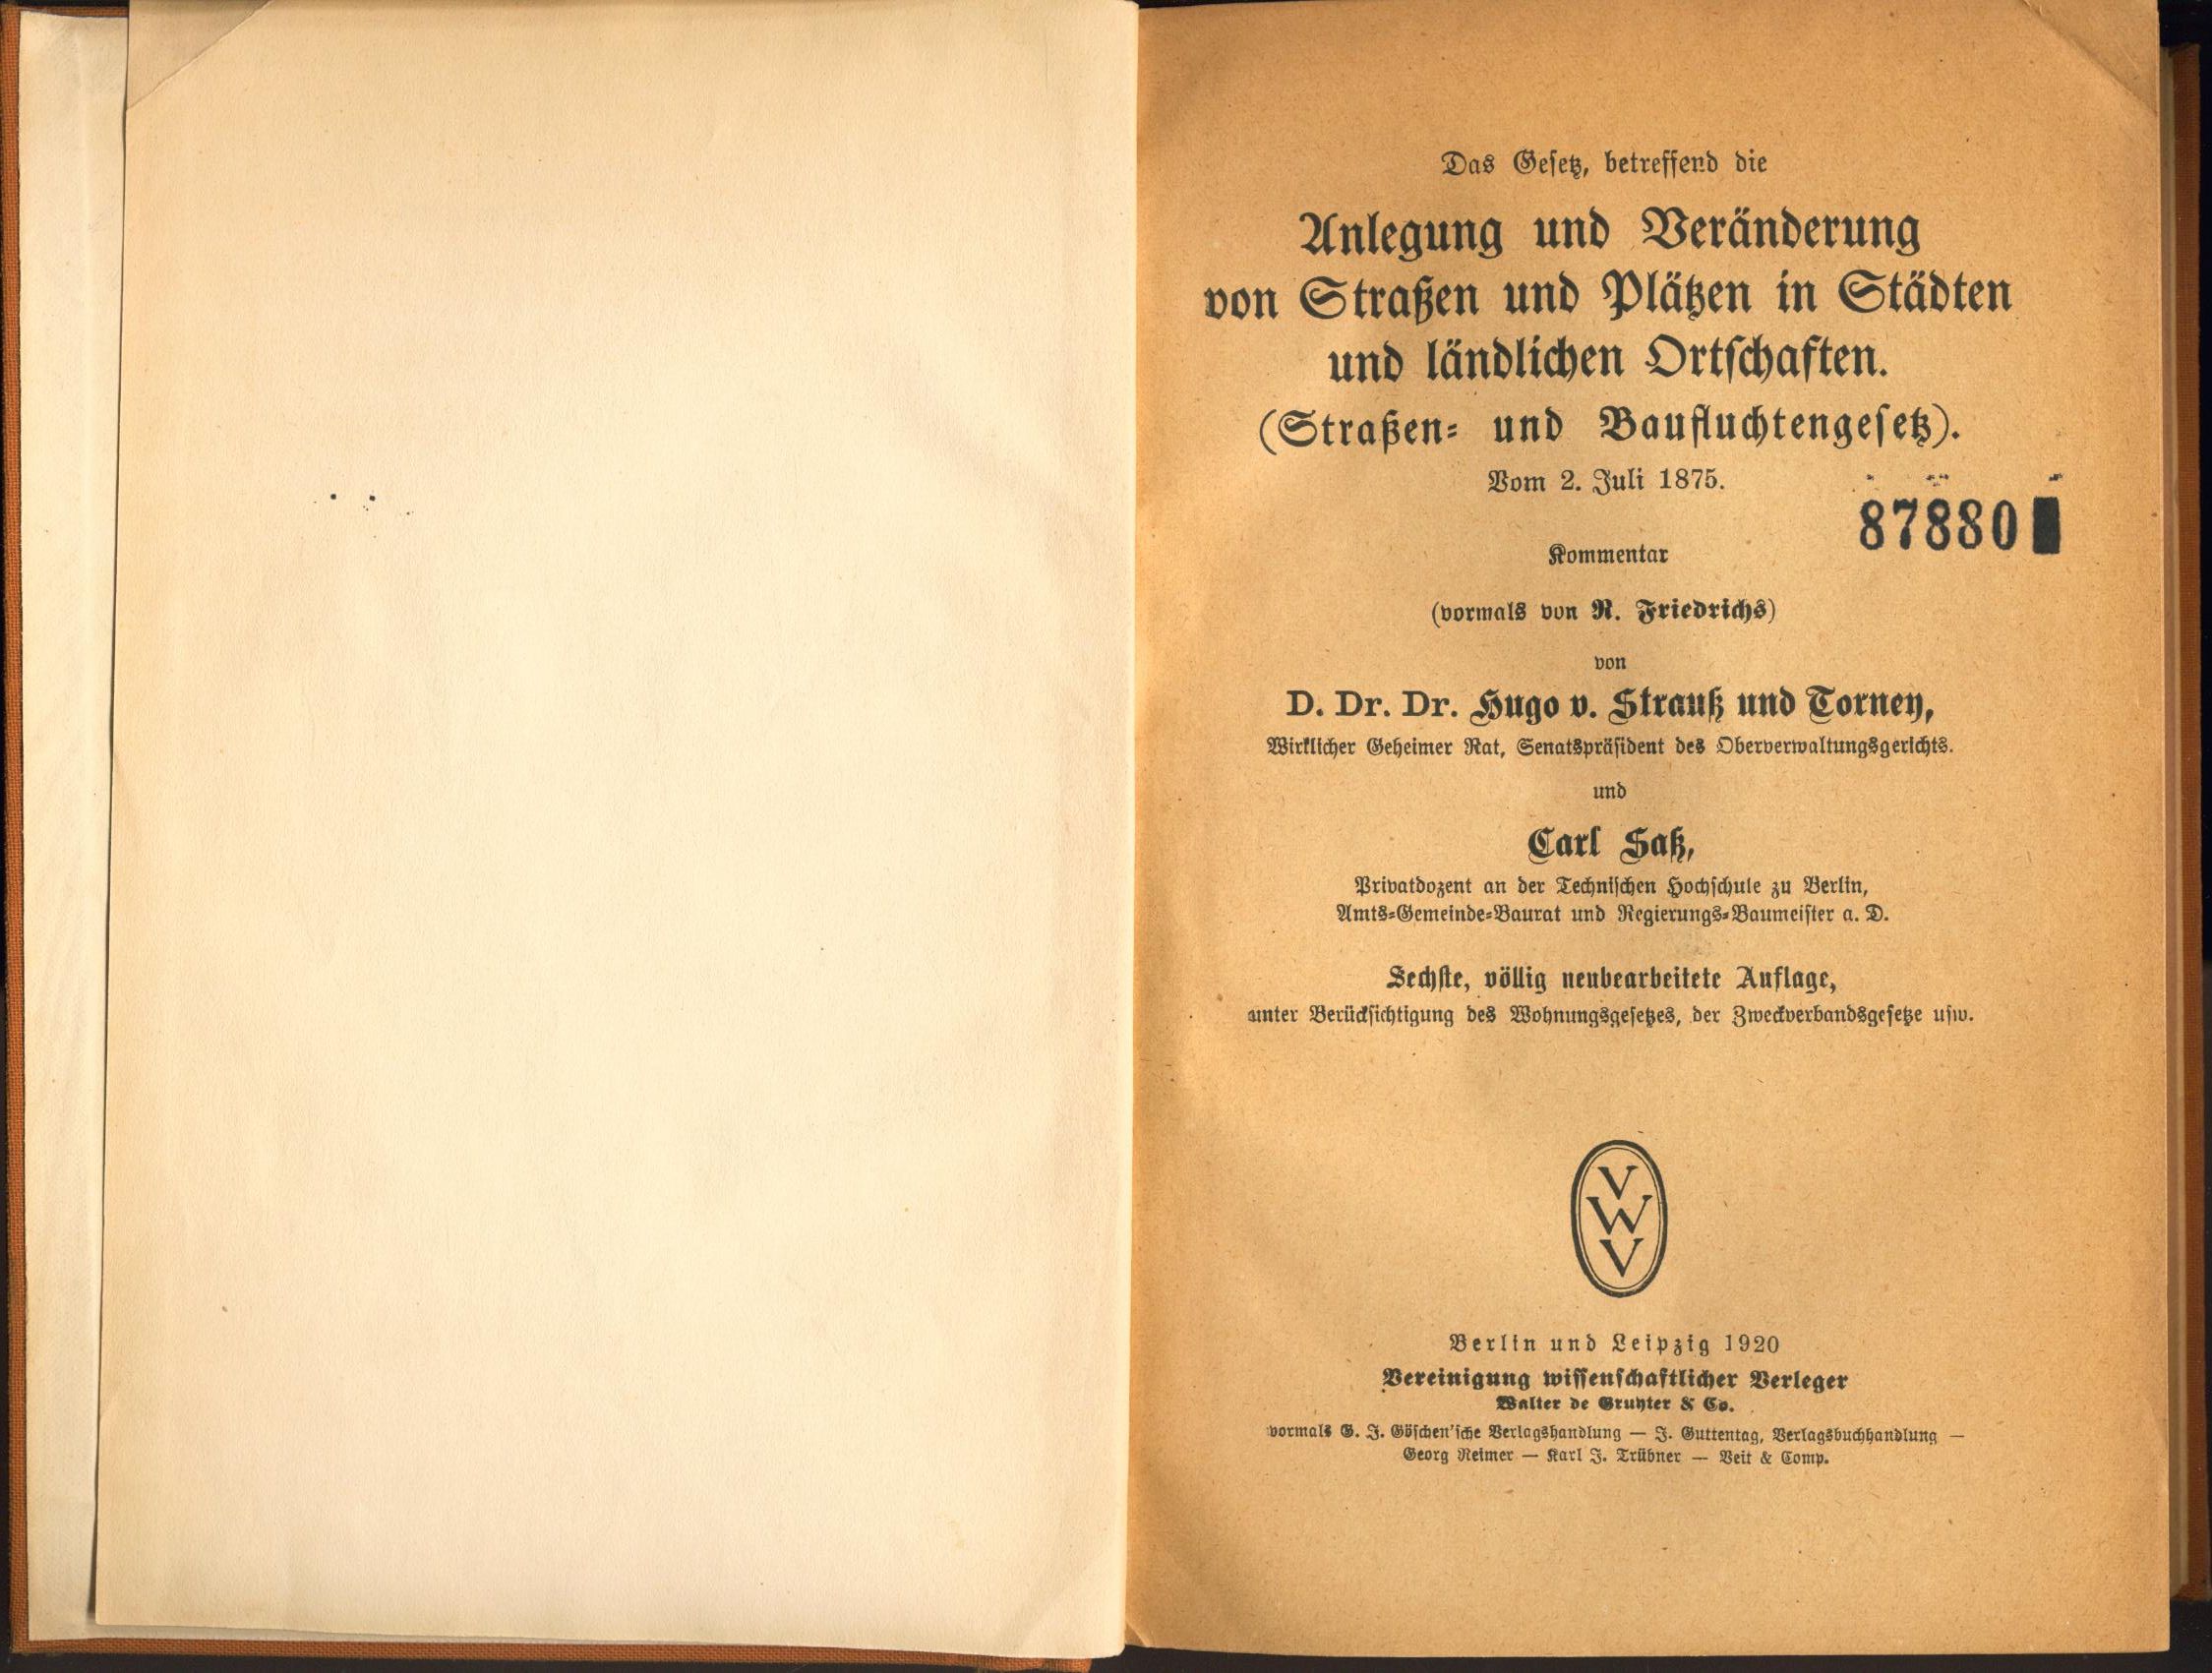 Das Gesetz, betreffend die
Anlegung und Veränderung
von Straßen und Plätzen in Städten
und ländlichen Ortschaften.
(Straßen- und Baufluchtengesetz).
Vom 2. Juli 1875.
87880
Kommentar
(vormals von R. Friedrichs)
von
D. Dr. Dr. Hugo v. Strauß und Torney,
Wirklicher Geheimer Rat, Senatspräsident des Oberverwaltungsgerichts.
und
Carl Saß,
Privatdozent an der Technischen Hochschule zu Berlin,
Amts-Gemeinde-Baurat und Regierungs-Baumeister a. D.
Sechste, völlig neubearbeitete Auflage,
unter Berücksichtigung des Wohnungsgesetzes, der Zweckverbandsgesetze usw.
V
W
V
Berlin und Leipzig 1920
Vereinigung wissenschaftlicher Verleger
Walter de Gruyter & Co.
vormals G. J. Göschen'sche Verlagshandlung — J. Guttentag, Verlagsbuchhandlung —
Georg Reimer — Karl J. Trübner — Veit & Comp.